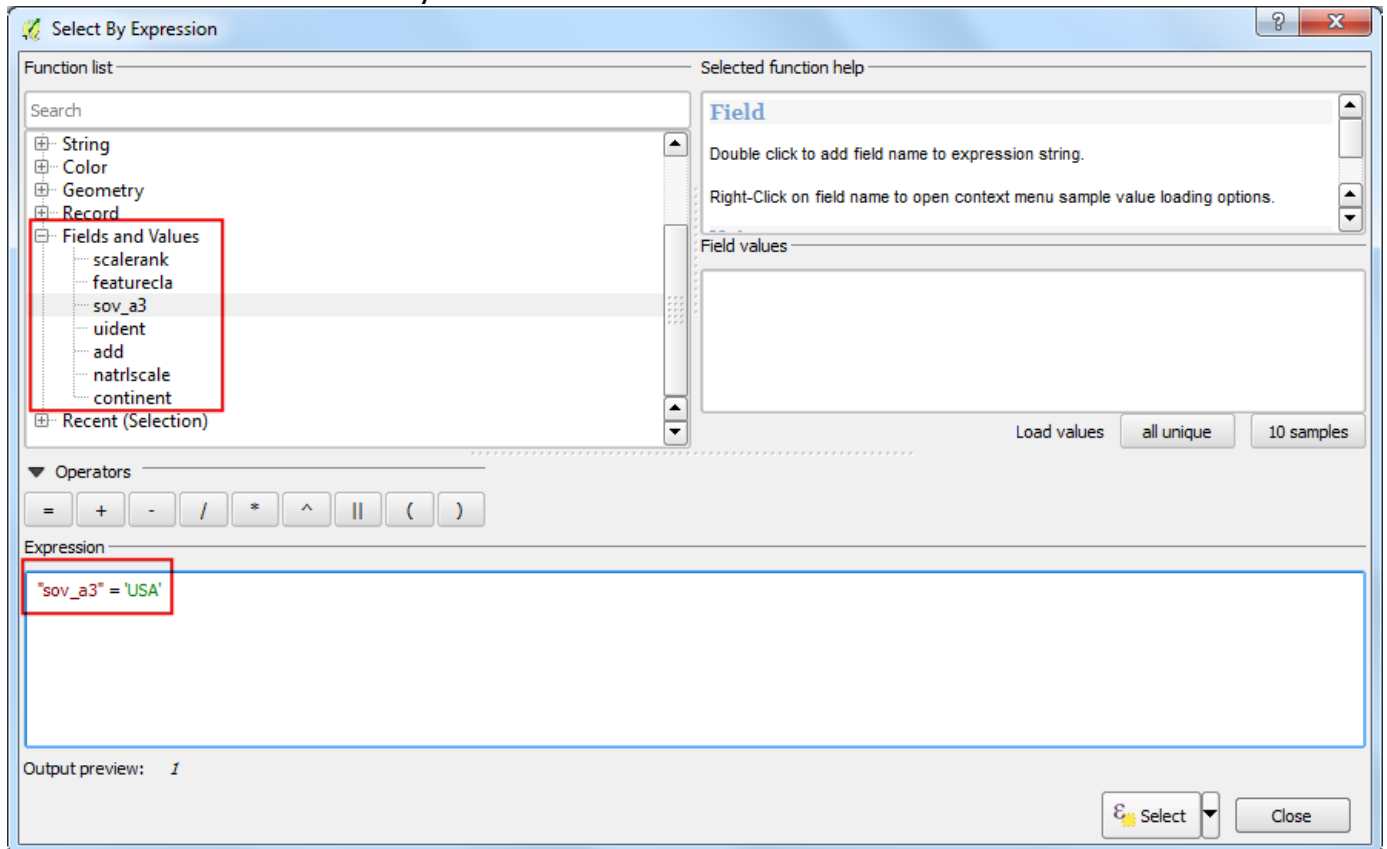 Select By Expression
Function list
Selected function help
Search
String
Color
Geometry
Record
Fields and Values
scalerank
featurecla
sov_a3
uident
add
natrlscale
continent
Recent (Selection)
Field
Double click to add field name to expression string.
Right-Click on field name to open context menu sample value loading options.
Field values
Load values all unique 10 samples
Operators
= + - / * ^ || ( )
Expression
"sov_a3" = 'USA'
Output preview: 1
Select Close